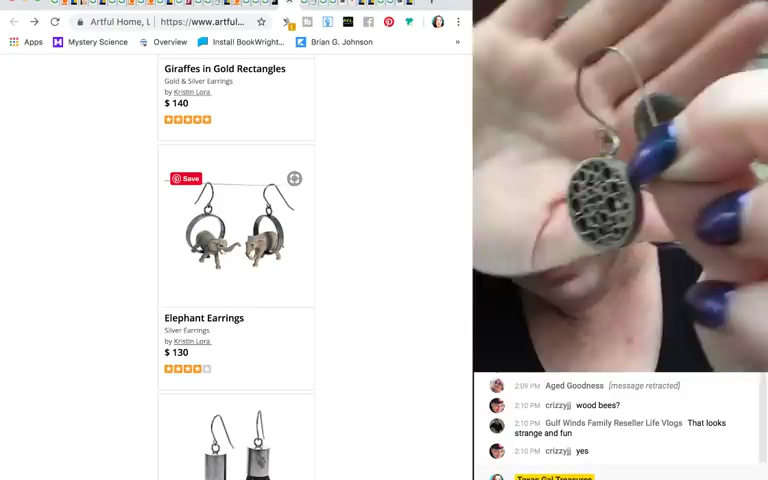 Artful Home, L
https://www.artful...
Apps
Mystery Science
Overview
Install BookWright...
Brian G. Johnson
»
Giraffes in Gold Rectangles
Gold & Silver Earrings
by Kristin Lora
$ 140
Save
Elephant Earrings
Silver Earrings
by Kristin Lora
$ 130
2:09 PM Aged Goodness [message retracted]
2:10 PM crizzyjj wood bees?
2:10 PM Gulf Winds Family Reseller Life Vlogs That looks
strange and fun
2:10 PM crizzyjj yes
Texas Gal Treasures